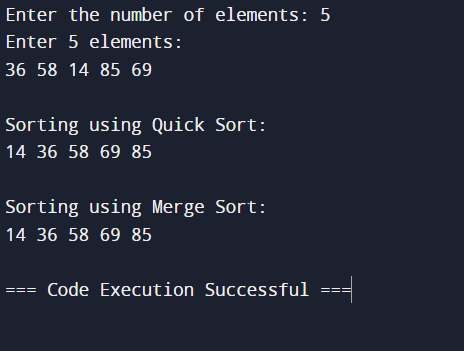 Enter the number of elements: 5
Enter 5 elements:
36 58 14 85 69
Sorting using Quick Sort:
14 36 58 69 85
Sorting using Merge Sort:
14 36 58 69 85
=== Code Execution Successful ===